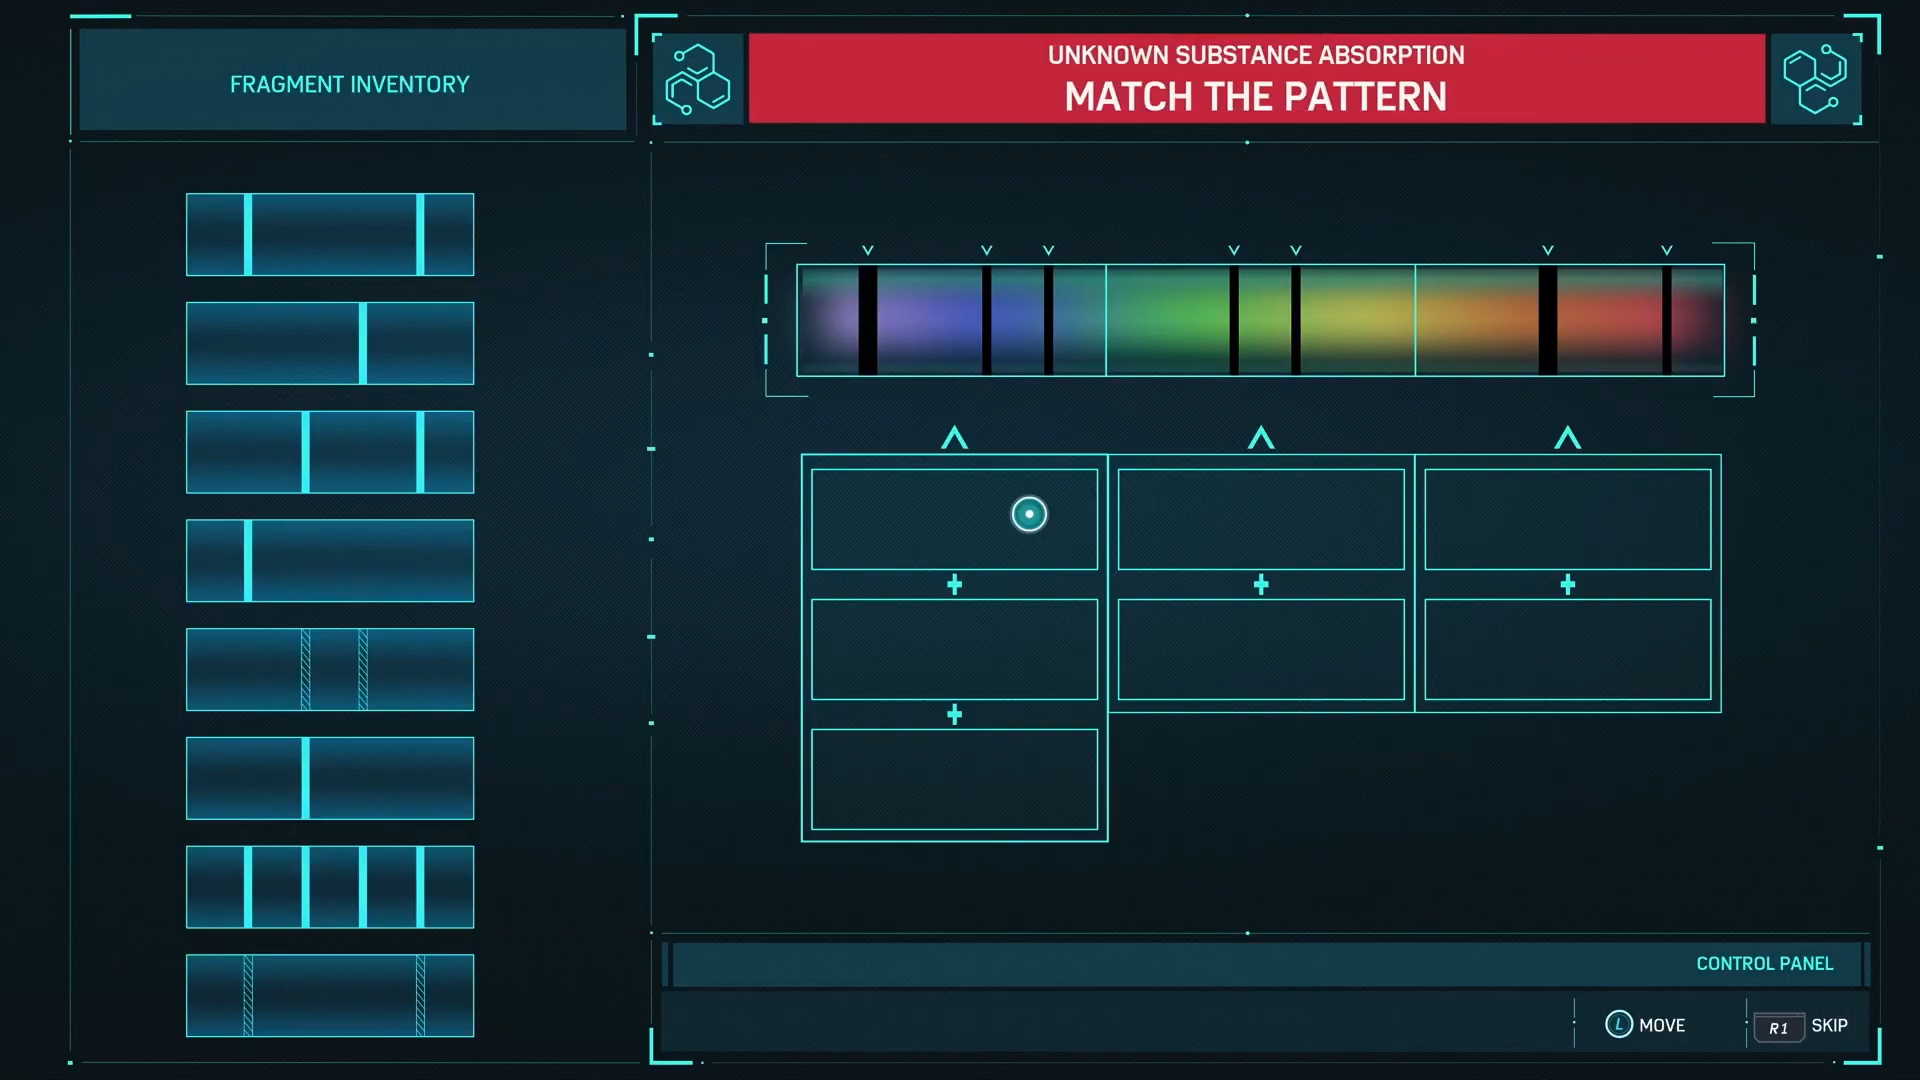 FRAGMENT INVENTORY
UNKNOWN SUBSTANCE ABSORPTION
MATCH THE PATTERN
CONTROL PANEL
L MOVE
R1 SKIP